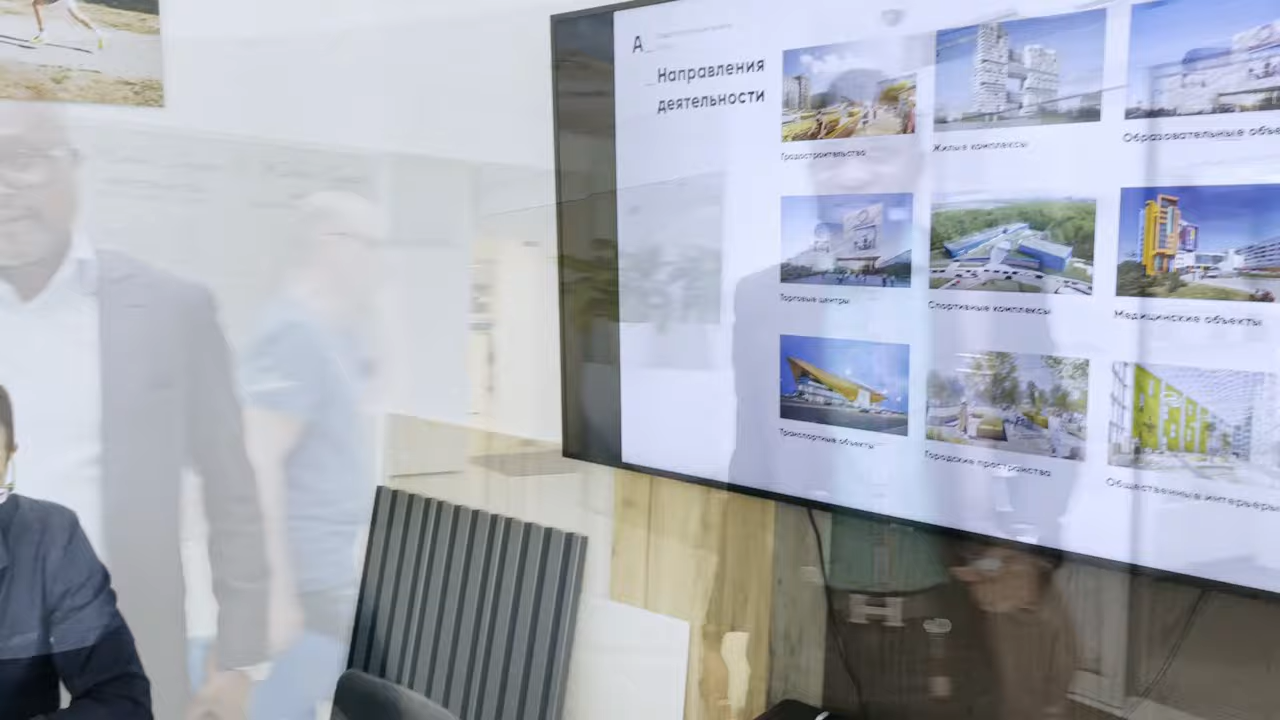 А_
Направления
деятельности
Градостроительство
Жилые комплексы
Образовательные объе
Торговые центры
Спортивные комплексы
Медицинские объекты
Транспортные объекты
Городские пространства
Общественные интерьеры